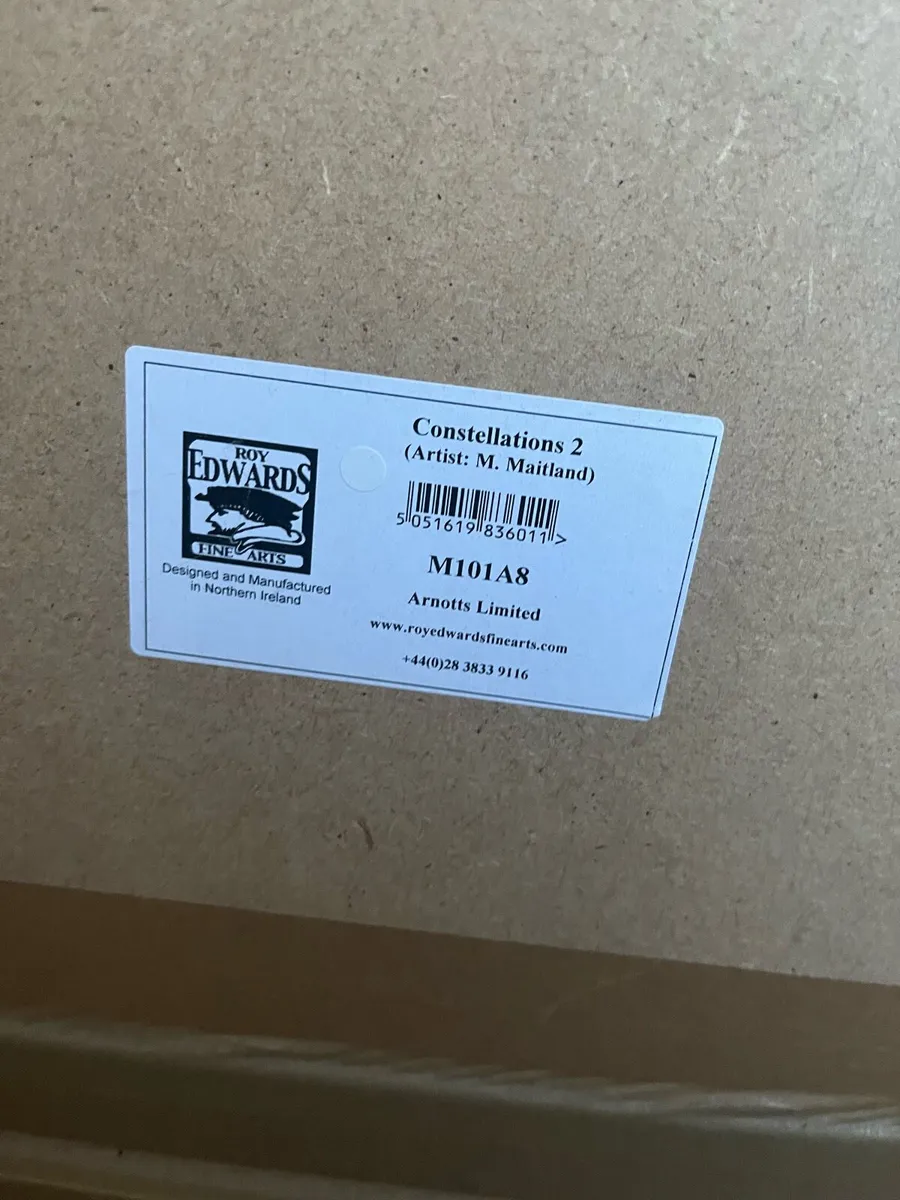 ROY
EDWARDS
FINE ARTS
Designed and Manufactured
in Northern Ireland
Constellations 2
(Artist: M. Maitland)
5 051619 836011 >
M101A8
Arnotts Limited
www.royedwardsfinearts.com
+44(0)28 3833 9116